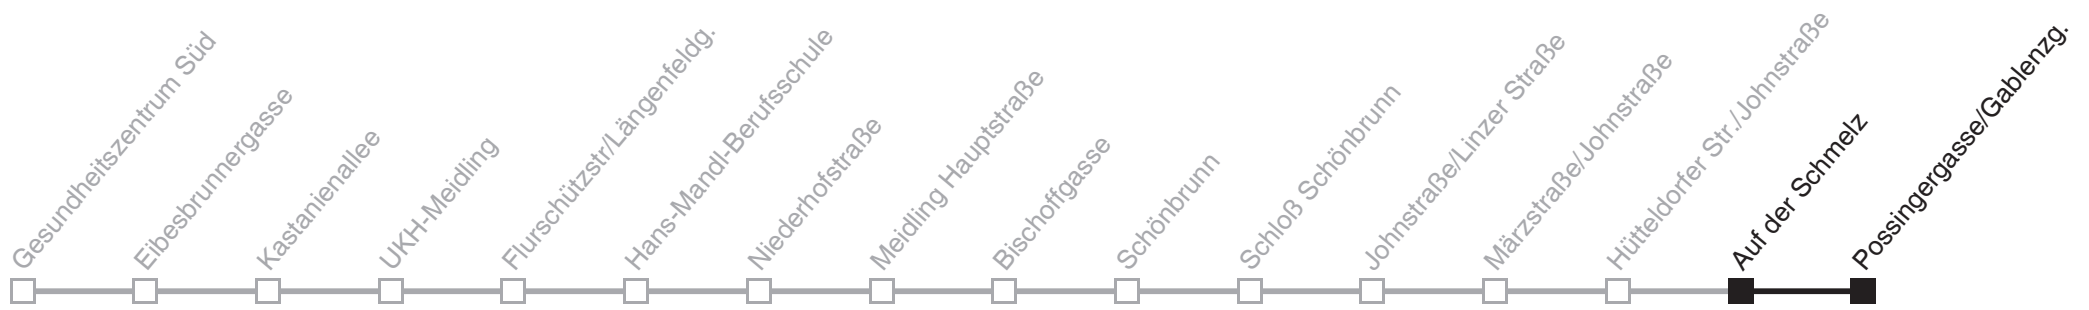 Gesundheitszentrum Süd
Eibesbrunnergasse
Kastanienallee
UKH-Meidling
Flurschützstr/Längenfeldg.
Hans-Mandl-Berufsschule
Niederhofstraße
Meidling Hauptstraße
Bischoffgasse
Schönbrunn
Schloß Schönbrunn
Johnstraße/Linzer Straße
Märzstraße/Johnstraße
Hütteldorfer Str./Johnstraße
Auf der Schmelz
Possingergasse/Gablenzg.